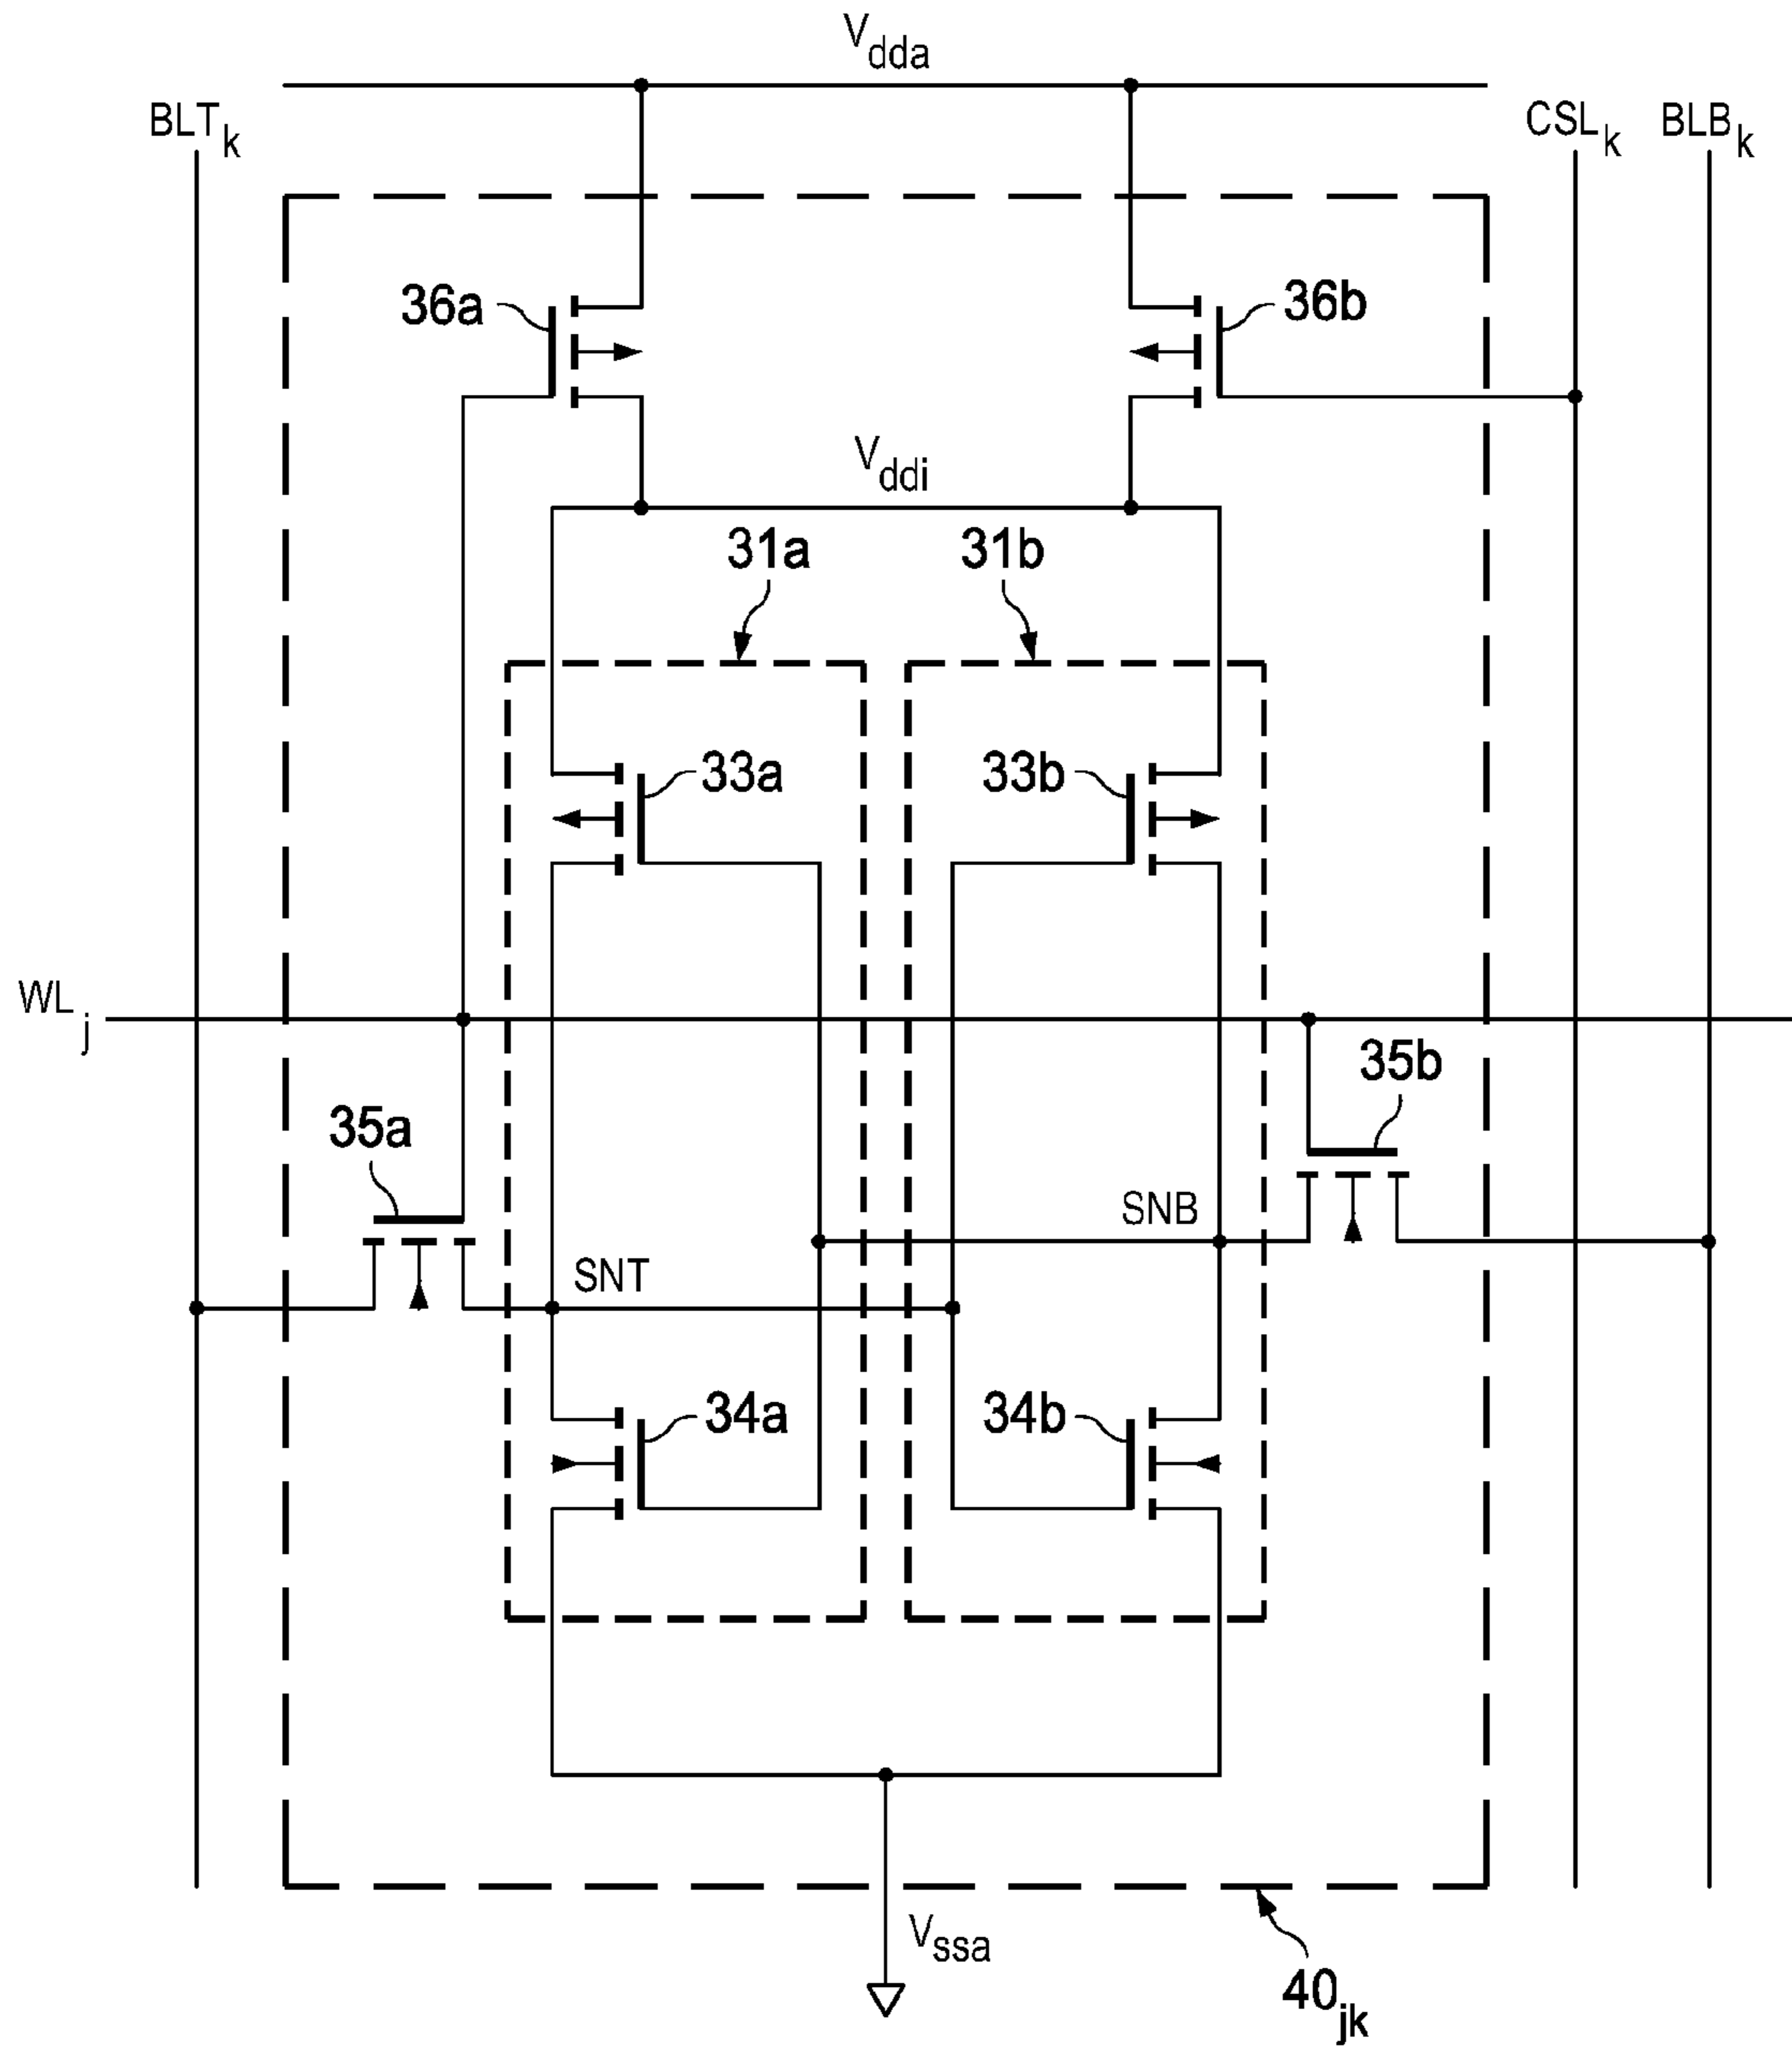 Vdda
BLTk
CSLk
BLBk
36a
36b
Vddi
31a
31b
33a
33b
WLj
35b
35a
SNB
SNT
34a
34b
Vssa
40jk